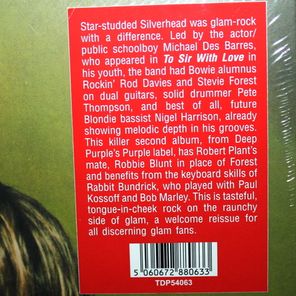 Star-studded Silverhead was glam-rock
with a difference. Led by the actor/
public schoolboy Michael Des Barres,
who appeared in To Sir With Love in
his youth, the band had Bowie alumnus
Rockin' Rod Davies and Stevie Forest
on dual guitars, solid drummer Pete
Thompson, and best of all, future
Blondie bassist Nigel Harrison, already
showing melodic depth in his grooves.
This killer second album, from Deep
Purple's Purple label, has Robert Plant's
mate, Robbie Blunt in place of Forest
and benefits from the keyboard skills of
Rabbit Bundrick, who played with Paul
Kossoff and Bob Marley. This is tasteful,
tongue-in-cheek rock on the raunchy
side of glam, a welcome reissue for
all discerning glam fans.
5 060672 880633
TDP54063